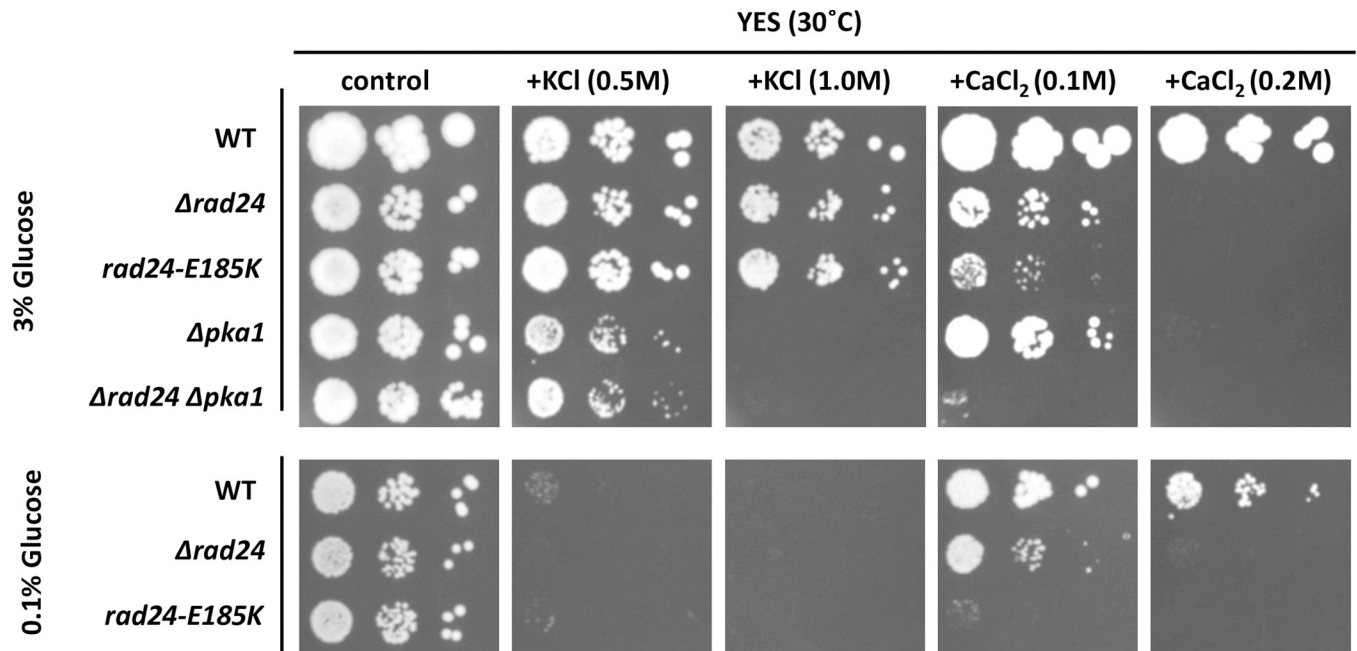 YES (30˚C)
control +KCl (0.5M) +KCl (1.0M) +CaCl₂ (0.1M) +CaCl₂ (0.2M)
3% Glucose
WT
Δrad24
rad24-E185K
Δpka1
Δrad24 Δpka1
0.1% Glucose
WT
Δrad24
rad24-E185K